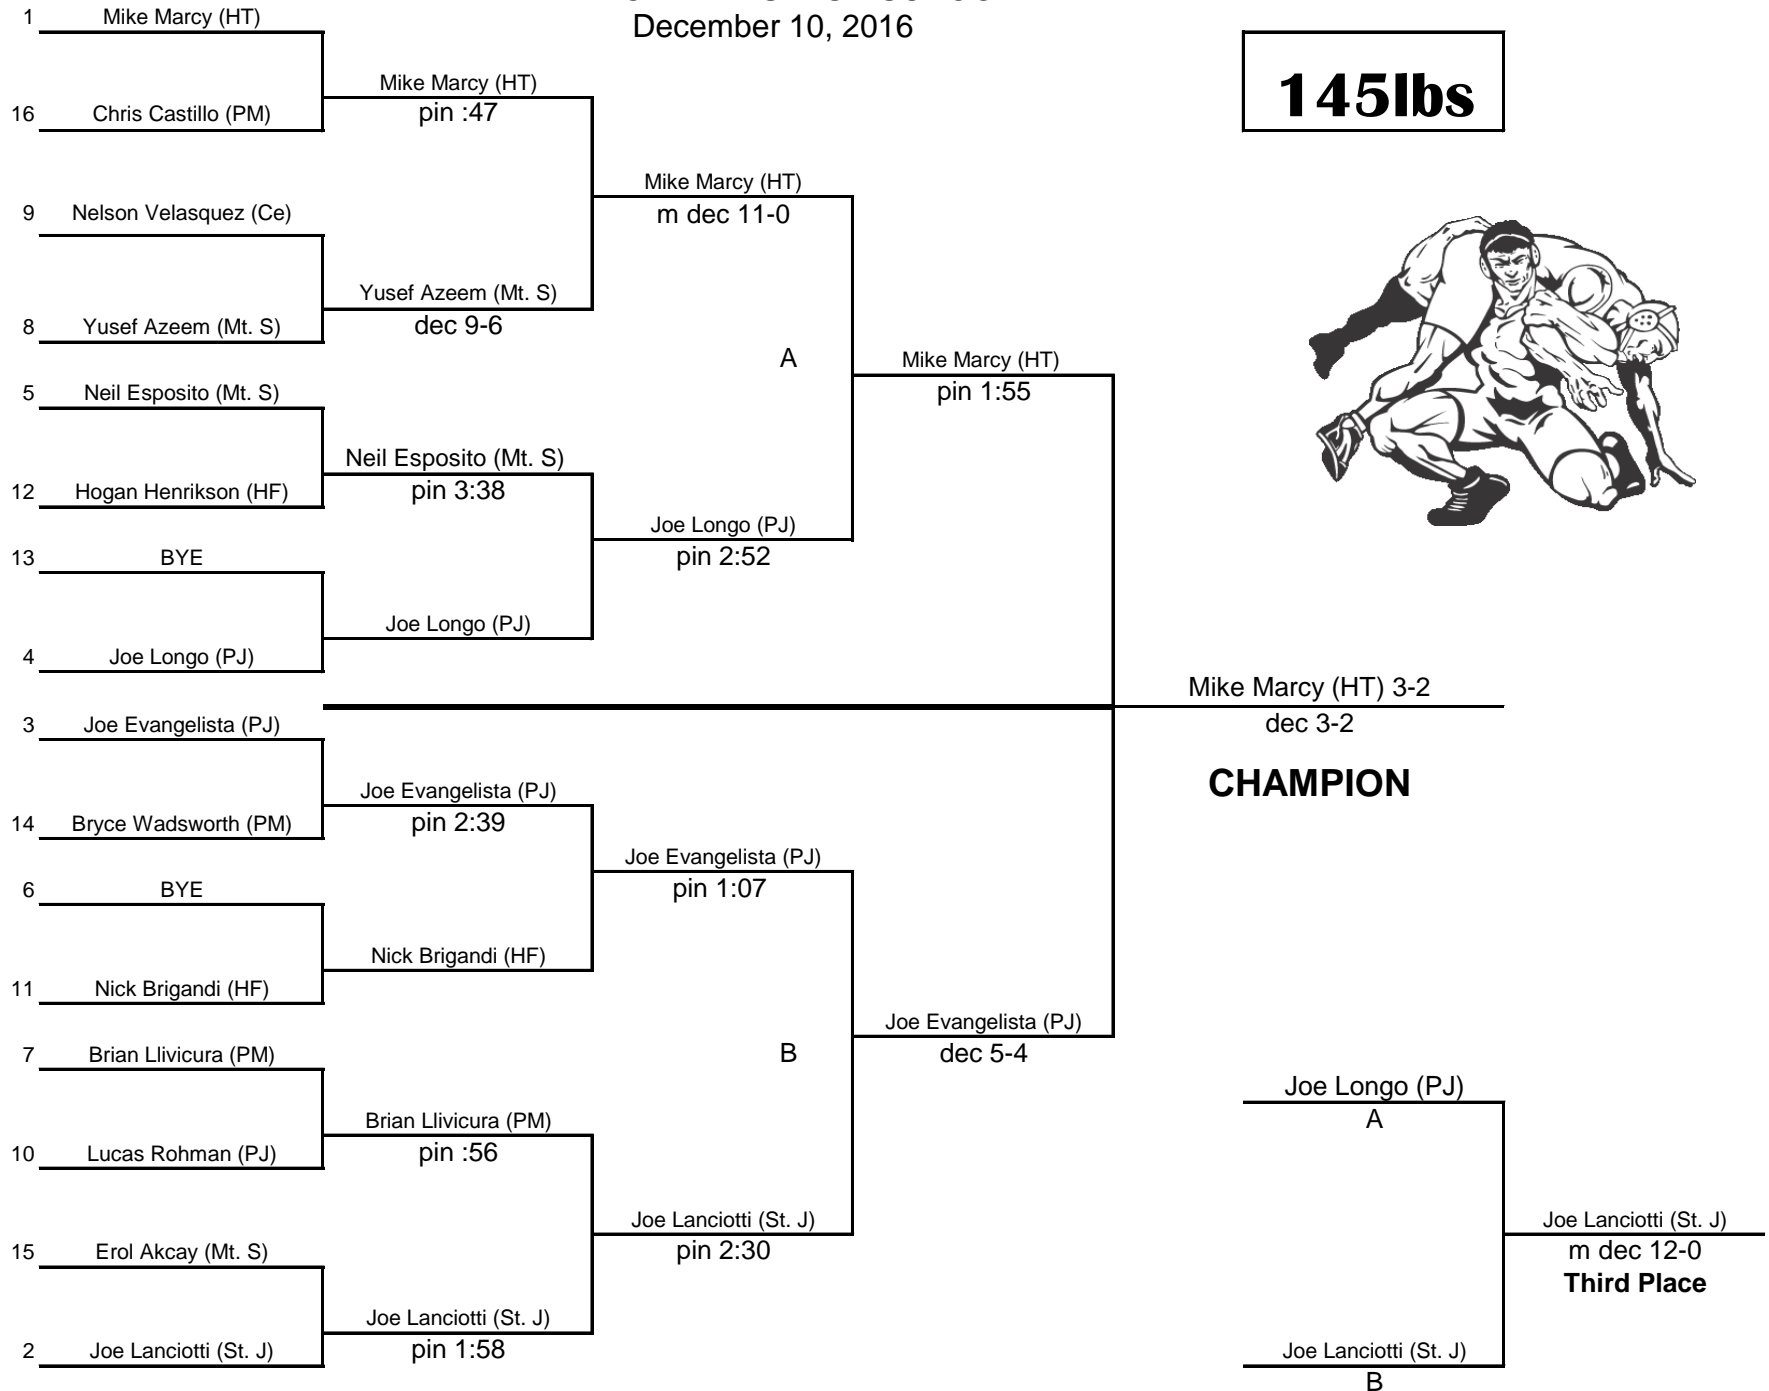 December 10, 2016
145lbs
1 Mike Marcy (HT)
16 Chris Castillo (PM)
9 Nelson Velasquez (Ce)
8 Yusef Azeem (Mt. S)
5 Neil Esposito (Mt. S)
12 Hogan Henrikson (HF)
13 BYE
4 Joe Longo (PJ)
3 Joe Evangelista (PJ)
14 Bryce Wadsworth (PM)
6 BYE
11 Nick Brigandi (HF)
7 Brian Llivicura (PM)
10 Lucas Rohman (PJ)
15 Erol Akcay (Mt. S)
2 Joe Lanciotti (St. J)
Mike Marcy (HT)
pin :47
Yusef Azeem (Mt. S)
dec 9-6
Neil Esposito (Mt. S)
pin 3:38
Joe Longo (PJ)
Joe Evangelista (PJ)
pin 2:39
Nick Brigandi (HF)
Brian Llivicura (PM)
pin :56
Joe Lanciotti (St. J)
pin 1:58
Mike Marcy (HT)
m dec 11-0
A
Joe Longo (PJ)
pin 2:52
Joe Evangelista (PJ)
pin 1:07
B
Joe Lanciotti (St. J)
pin 2:30
Mike Marcy (HT)
pin 1:55
Joe Evangelista (PJ)
dec 5-4
Mike Marcy (HT) 3-2
dec 3-2
CHAMPION
Joe Longo (PJ)
A
Joe Lanciotti (St. J)
m dec 12-0
Third Place
Joe Lanciotti (St. J)
B